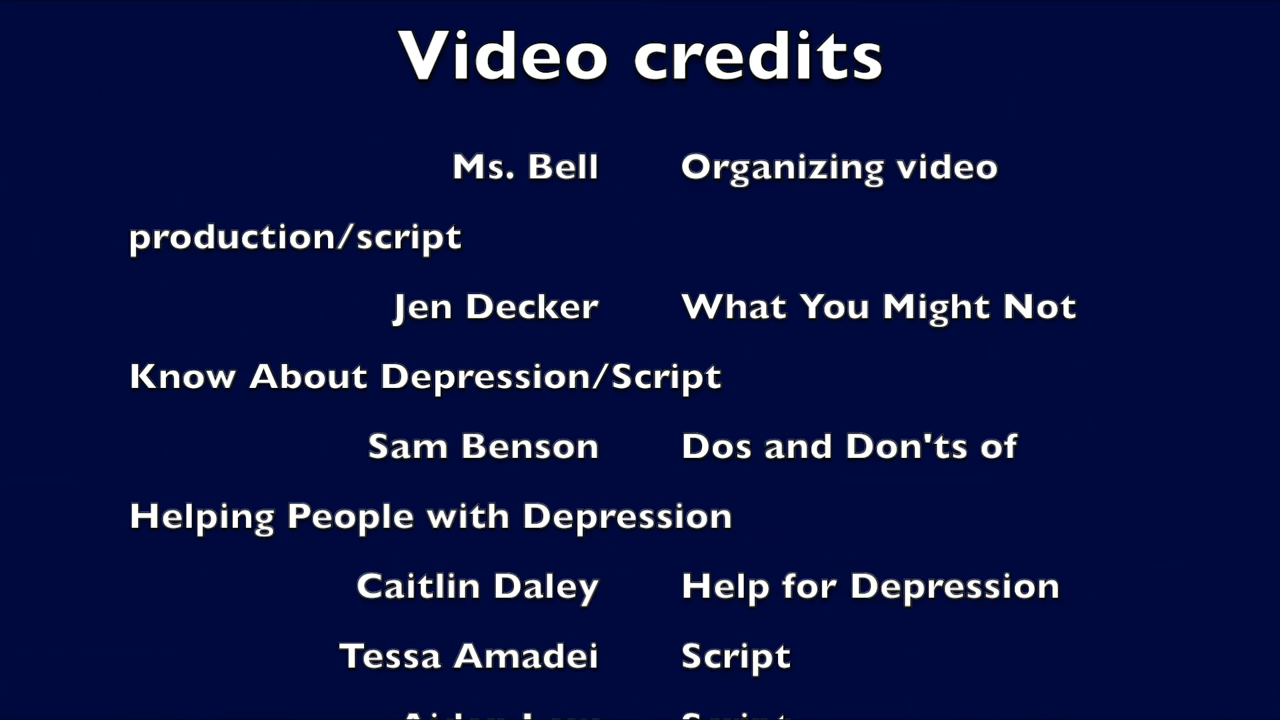 Video credits
Ms. Bell Organizing video
production/script
Jen Decker What You Might Not
Know About Depression/Script
Sam Benson Dos and Don'ts of
Helping People with Depression
Caitlin Daley Help for Depression
Tessa Amadei Script